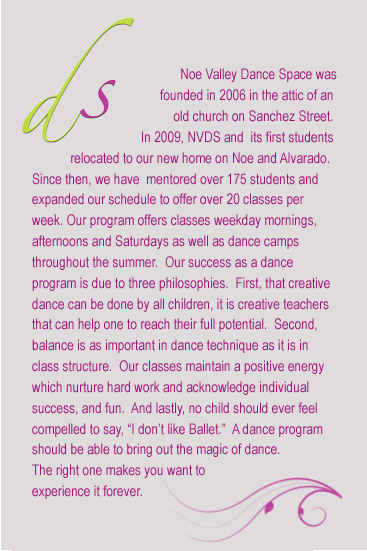 ds
Noe Valley Dance Space was
founded in 2006 in the attic of an
old church on Sanchez Street.
In 2009, NVDS and  its first students
relocated to our new home on Noe and Alvarado.
Since then, we have  mentored over 175 students and
expanded our schedule to offer over 20 classes per
week. Our program offers classes weekday mornings,
afternoons and Saturdays as well as dance camps
throughout the summer.  Our success as a dance
program is due to three philosophies.  First, that creative
dance can be done by all children, it is creative teachers
that can help one to reach their full potential.  Second,
balance is as important in dance technique as it is in
class structure.  Our classes maintain a positive energy
which nurture hard work and acknowledge individual
success, and fun.  And lastly, no child should ever feel
compelled to say, “I don’t like Ballet.”  A dance program
should be able to bring out the magic of dance.
The right one makes you want to
experience it forever.